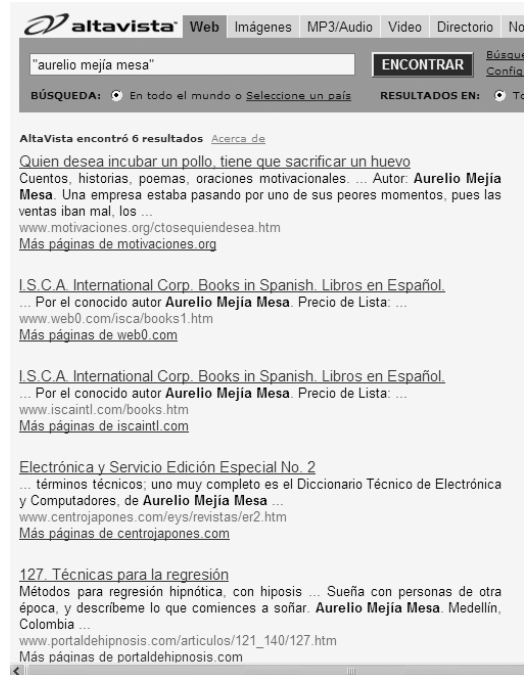 altavista Web Imágenes MP3/Audio Video Directorio No
"aurelio mejía mesa" ENCONTRAR Búsque
Config
BÚSQUEDA: En todo el mundo o Seleccione un país RESULTADOS EN: To
AltaVista encontró 6 resultados Acerca de
Quien desea incubar un pollo, tiene que sacrificar un huevo
Cuentos, historias, poemas, oraciones motivacionales. ... Autor: Aurelio Mejía
Mesa. Una empresa estaba pasando por uno de sus peores momentos, pues las
ventas iban mal, los ...
www.motivaciones.org/ctosequiendesea.htm
Más páginas de motivaciones.org
I.S.C.A. International Corp. Books in Spanish. Libros en Español.
... Por el conocido autor Aurelio Mejía Mesa. Precio de Lista: ...
www.web0.com/isca/books1.htm
Más páginas de web0.com
I.S.C.A. International Corp. Books in Spanish. Libros en Español.
... Por el conocido autor Aurelio Mejía Mesa. Precio de Lista: ...
www.iscaintl.com/books.htm
Más páginas de iscaintl.com
Electrónica y Servicio Edición Especial No. 2
... términos técnicos; uno muy completo es el Diccionario Técnico de Electrónica
y Computadores, de Aurelio Mejía Mesa ...
www.centrojapones.com/eys/revistas/er2.htm
Más páginas de centrojapones.com
127. Técnicas para la regresión
Métodos para regresión hipnótica, con hiposis ... Sueña con personas de otra
época, y descríbeme lo que comiences a soñar. Aurelio Mejía Mesa. Medellín,
Colombia ...
www.portaldehipnosis.com/articulos/121_140/127.htm
Más páginas de portaldehipnosis.com